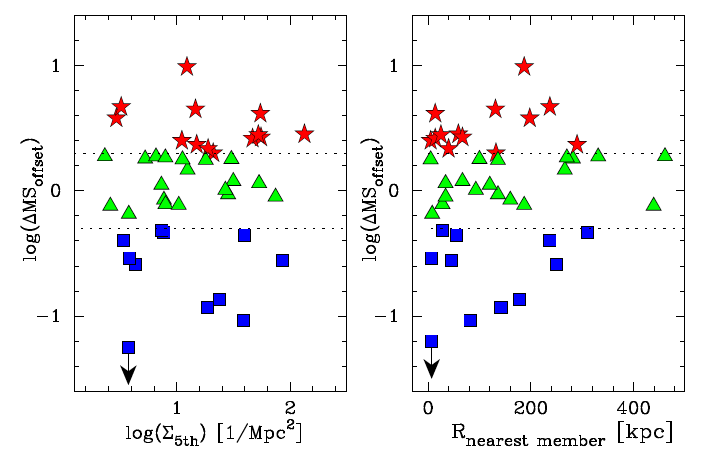 log(ΔMS_offset)
1
0
−1
1
2
log(Σ_5th) [1/Mpc^2]
log(ΔMS_offset)
1
0
−1
0
200
400
R_nearest member [kpc]